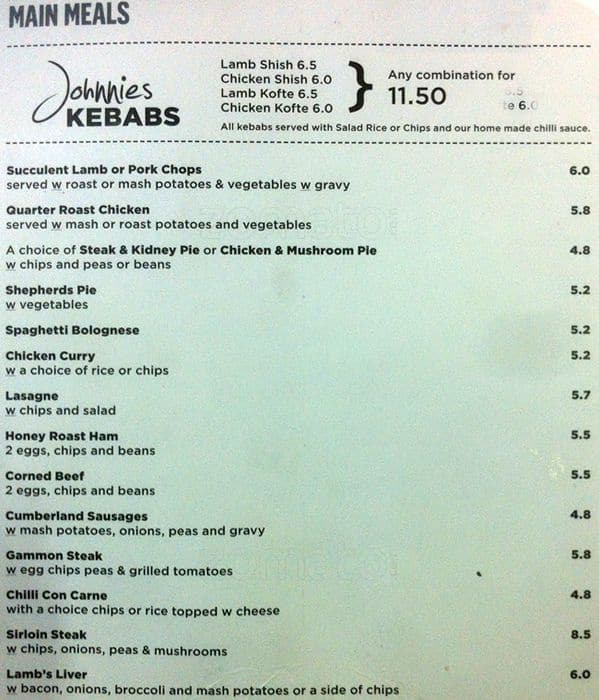 MAIN MEALS
Johnnies
KEBABS
Lamb Shish 6.5
Chicken Shish 6.0
Lamb Kofte 6.5
Chicken Kofte 6.0
}
Any combination for
11.50
All kebabs served with Salad Rice or Chips and our home made chilli sauce.
Succulent Lamb or Pork Chops 6.0
served w roast or mash potatoes & vegetables w gravy
Quarter Roast Chicken 5.8
served w mash or roast potatoes and vegetables
A choice of Steak & Kidney Pie or Chicken & Mushroom Pie 4.8
w chips and peas or beans
Shepherds Pie 5.2
w vegetables
Spaghetti Bolognese 5.2
Chicken Curry 5.2
w a choice of rice or chips
Lasagne 5.7
w chips and salad
Honey Roast Ham 5.5
2 eggs, chips and beans
Corned Beef 5.5
2 eggs, chips and beans
Cumberland Sausages 4.8
w mash potatoes, onions, peas and gravy
Gammon Steak 5.8
w egg chips peas & grilled tomatoes
Chilli Con Carne 4.8
with a choice chips or rice topped w cheese
Sirloin Steak 8.5
w chips, onions, peas & mushrooms
Lamb's Liver 6.0
w bacon, onions, broccoli and mash potatoes or a side of chips